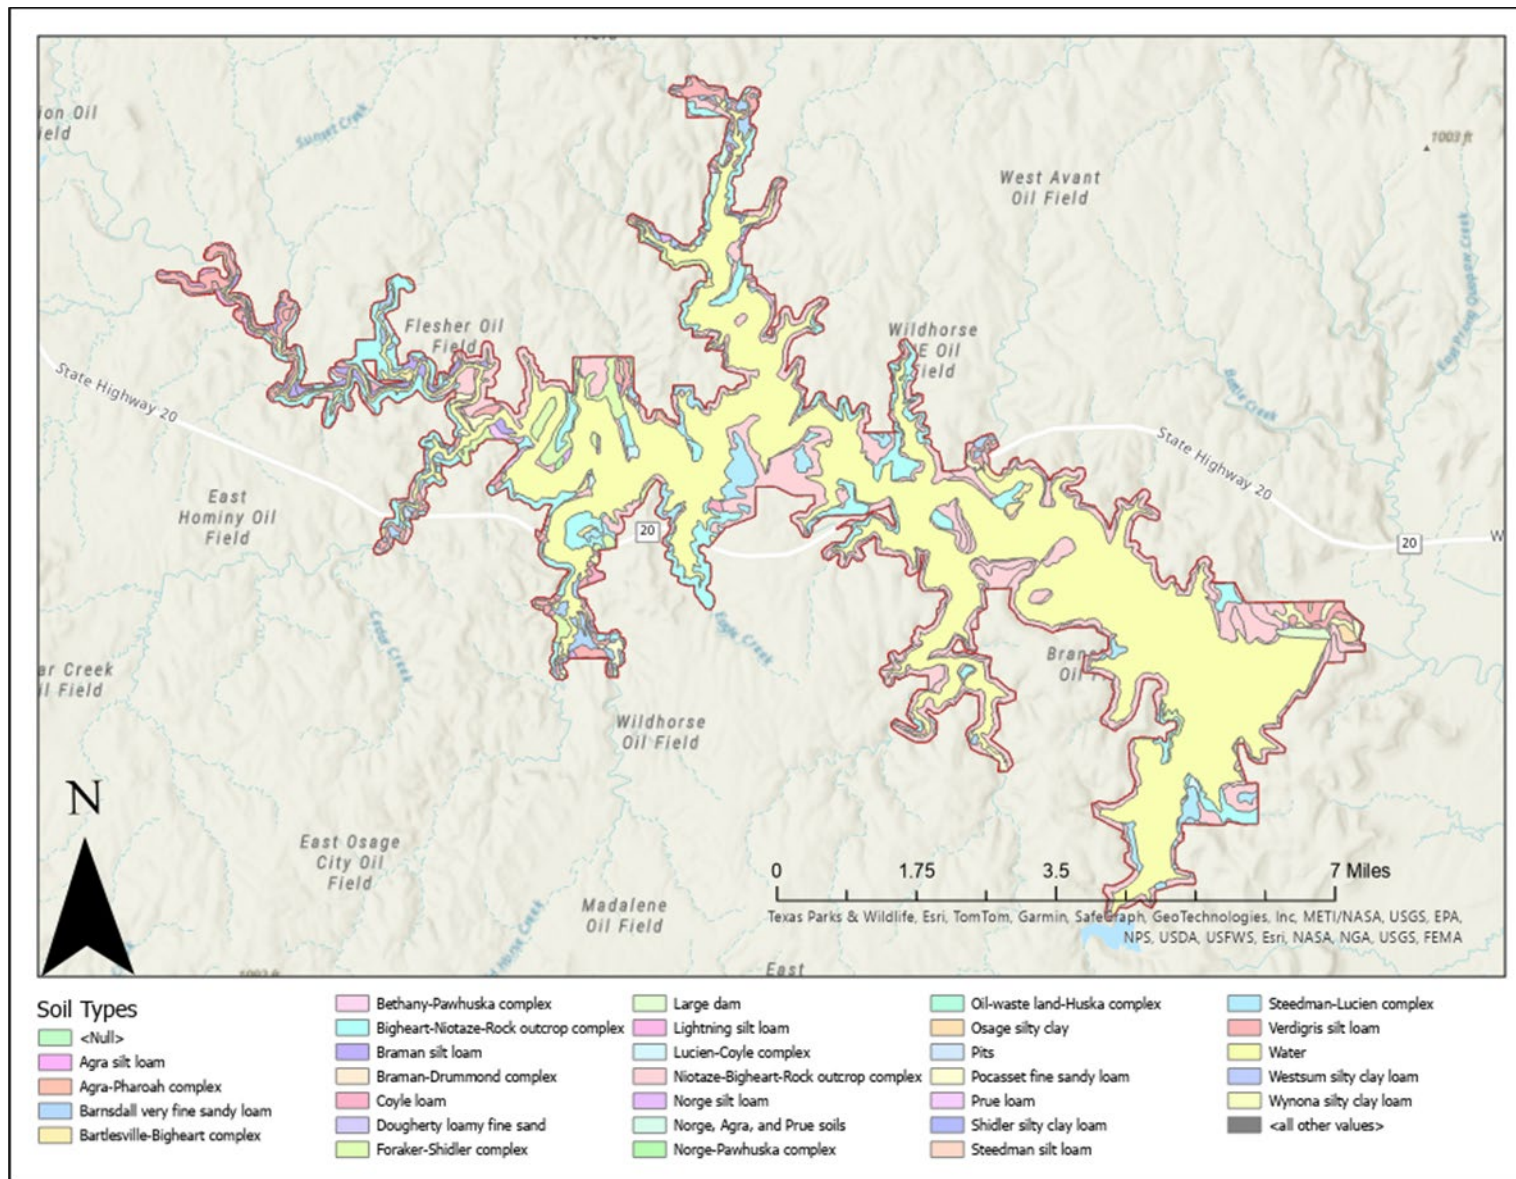 ion Oil
ield
Sunset Creek
1003 ft
West Avant
Oil Field
Flesher Oil
Field
Wildhorse
E Oil
Field
State Highway 20
State Highway 20
East
Hominy Oil
Field
20
20
W
Cedar Creek
Eagle Creek
ar Creek
il Field
Bran
Oil
Wildhorse
Oil Field
N
East Osage
City Oil
Field
Madalene
Oil Field
East
0 1.75 3.5 7 Miles
Texas Parks & Wildlife, Esri, TomTom, Garmin, SafeGraph, GeoTechnologies, Inc, METI/NASA, USGS, EPA,
NPS, USDA, USFWS, Esri, NASA, NGA, USGS, FEMA
Soil Types
<Null>
Agra silt loam
Agra-Pharoah complex
Barnsdall very fine sandy loam
Bartlesville-Bigheart complex
Bethany-Pawhuska complex
Bigheart-Niotaze-Rock outcrop complex
Braman silt loam
Braman-Drummond complex
Coyle loam
Dougherty loamy fine sand
Foraker-Shidler complex
Large dam
Lightning silt loam
Lucien-Coyle complex
Niotaze-Bigheart-Rock outcrop complex
Norge silt loam
Norge, Agra, and Prue soils
Norge-Pawhuska complex
Oil-waste land-Huska complex
Osage silty clay
Pits
Pocasset fine sandy loam
Prue loam
Shidler silty clay loam
Steedman silt loam
Steedman-Lucien complex
Verdigris silt loam
Water
Westsum silty clay loam
Wynona silty clay loam
<all other values>